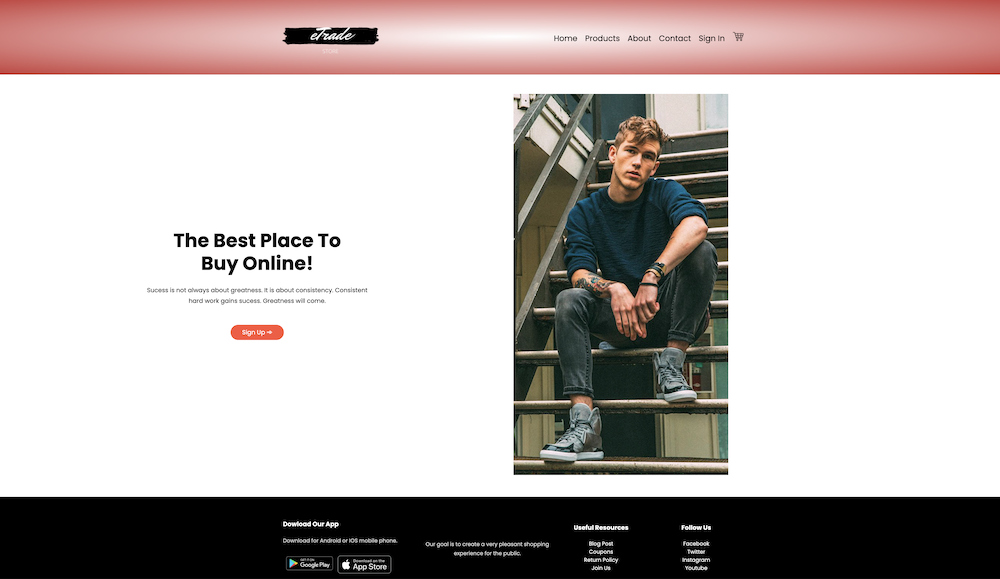 eTrade
Home Products About Contact Sign In
The Best Place To
Buy Online!
Sucess is not always about greatness. It is about consistency. Consistent
hard work gains sucess. Greatness will come.
Sign Up →
Dowload Our App
Download for Android or IOS mobile phone.
GET IT ON
Google Play
Download on the
App Store
Our goal is to create a very pleasant shopping
experience for the public.
Useful Resources
Blog Post
Coupons
Return Policy
Join Us
Follow Us
Facebook
Twitter
Instagram
Youtube